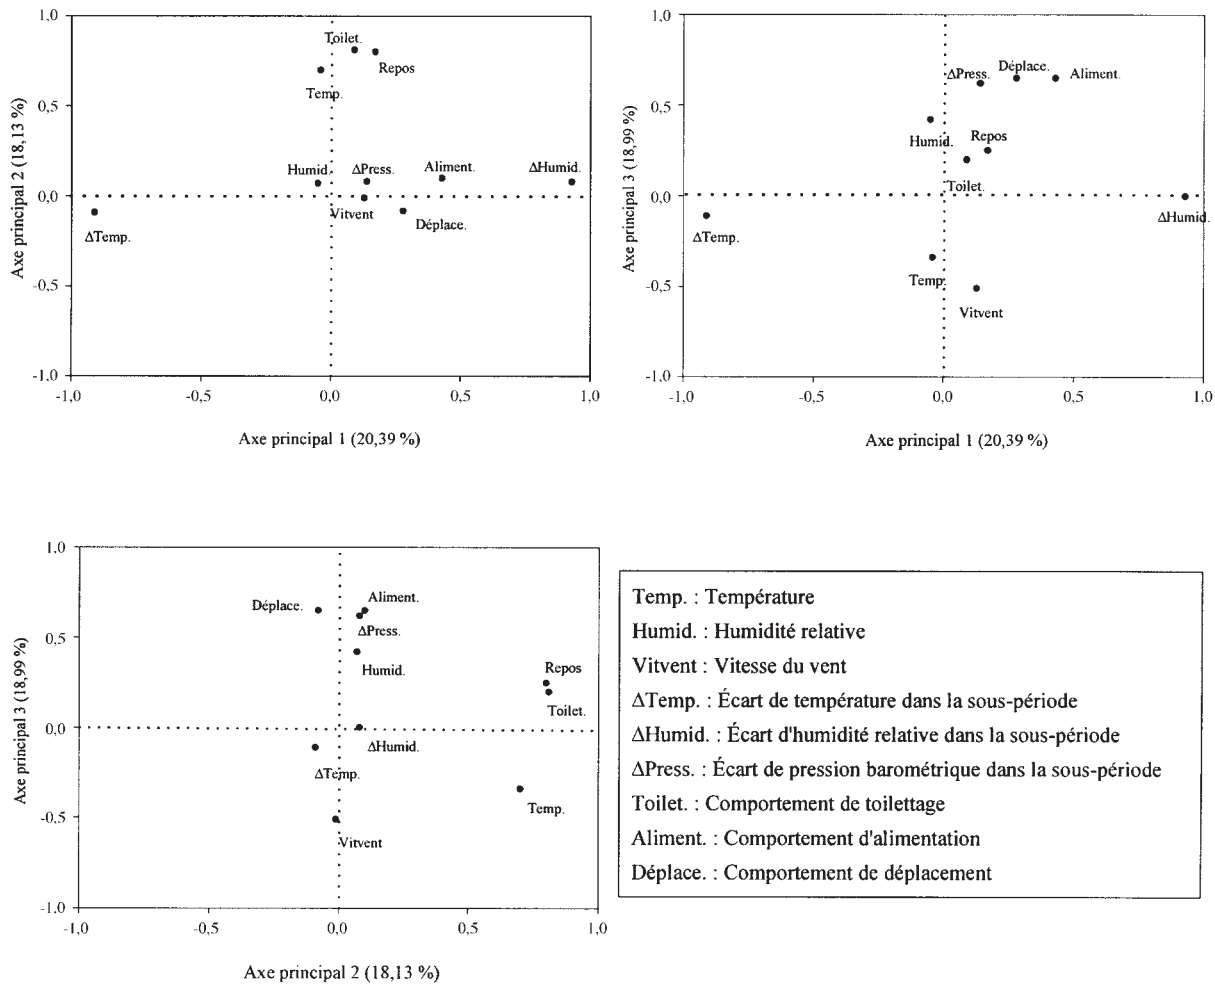 1,0
0,5
0,0
-0,5
-1,0
Axe principal 2 (18,13 %)
Toilet.
Repos
Temp.
Humid.
ΔPress.
Aliment.
ΔHumid.
Vitvent
Déplace.
ΔTemp.
-1,0 -0,5 0,0 0,5 1,0
Axe principal 1 (20,39 %)
1,0
0,5
0,0
-0,5
-1,0
Axe principal 3 (18,99 %)
ΔPress.
Déplace.
Aliment.
Humid.
Repos
Toilet.
ΔHumid.
ΔTemp.
Temp
Vitvent
-1,0 -0,5 0,0 0,5 1,0
Axe principal 1 (20,39 %)
1,0
0,5
0,0
-0,5
-1,0
Axe principal 3 (18,99 %)
Déplace.
Aliment.
ΔPress.
Humid.
Repos
Toilet.
ΔHumid.
ΔTemp.
Temp.
Vitvent
-1,0 -0,5 0,0 0,5 1,0
Axe principal 2 (18,13 %)
Temp. : Température
Humid. : Humidité relative
Vitvent : Vitesse du vent
ΔTemp. : Écart de température dans la sous-période
ΔHumid. : Écart d'humidité relative dans la sous-période
ΔPress. : Écart de pression barométrique dans la sous-période
Toilet. : Comportement de toilettage
Aliment. : Comportement d'alimentation
Déplace. : Comportement de déplacement